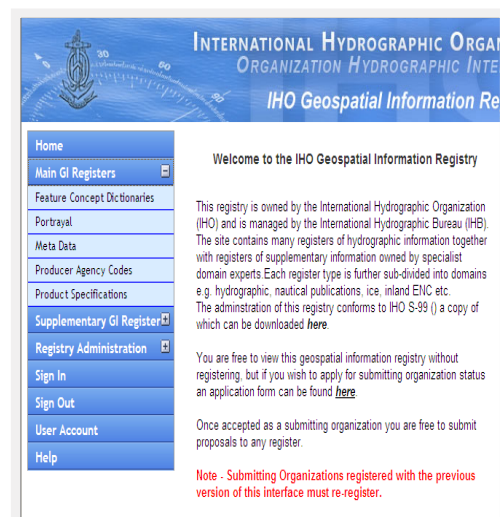 INTERNATIONAL HYDROGRAPHIC ORGAN
ORGANIZATION HYDROGRAPHIC INTE
IHO Geospatial Information Re
30
60
90
Home
Main GI Registers
Feature Concept Dictionaries
Portrayal
Meta Data
Producer Agency Codes
Product Specifications
Supplementary GI Register
Registry Administration
Sign In
Sign Out
User Account
Help
Welcome to the IHO Geospatial Information Registry
This registry is owned by the International Hydrographic Organization
(IHO) and is managed by the International Hydrographic Bureau (IHB).
The site contains many registers of hydrographic information together
with registers of supplementary information owned by specialist
domain experts.Each register type is further sub-divided into domains
e.g. hydrographic, nautical publications, ice, inland ENC etc.
The adminstration of this registry conforms to IHO S-99 () a copy of
which can be downloaded here.
You are free to view this geospatial information registry without
registering, but if you wish to apply for submitting organization status
an application form can be found here.
Once accepted as a submitting organization you are free to submit
proposals to any register.
Note - Submitting Organizations registered with the previous
version of this interface must re-register.